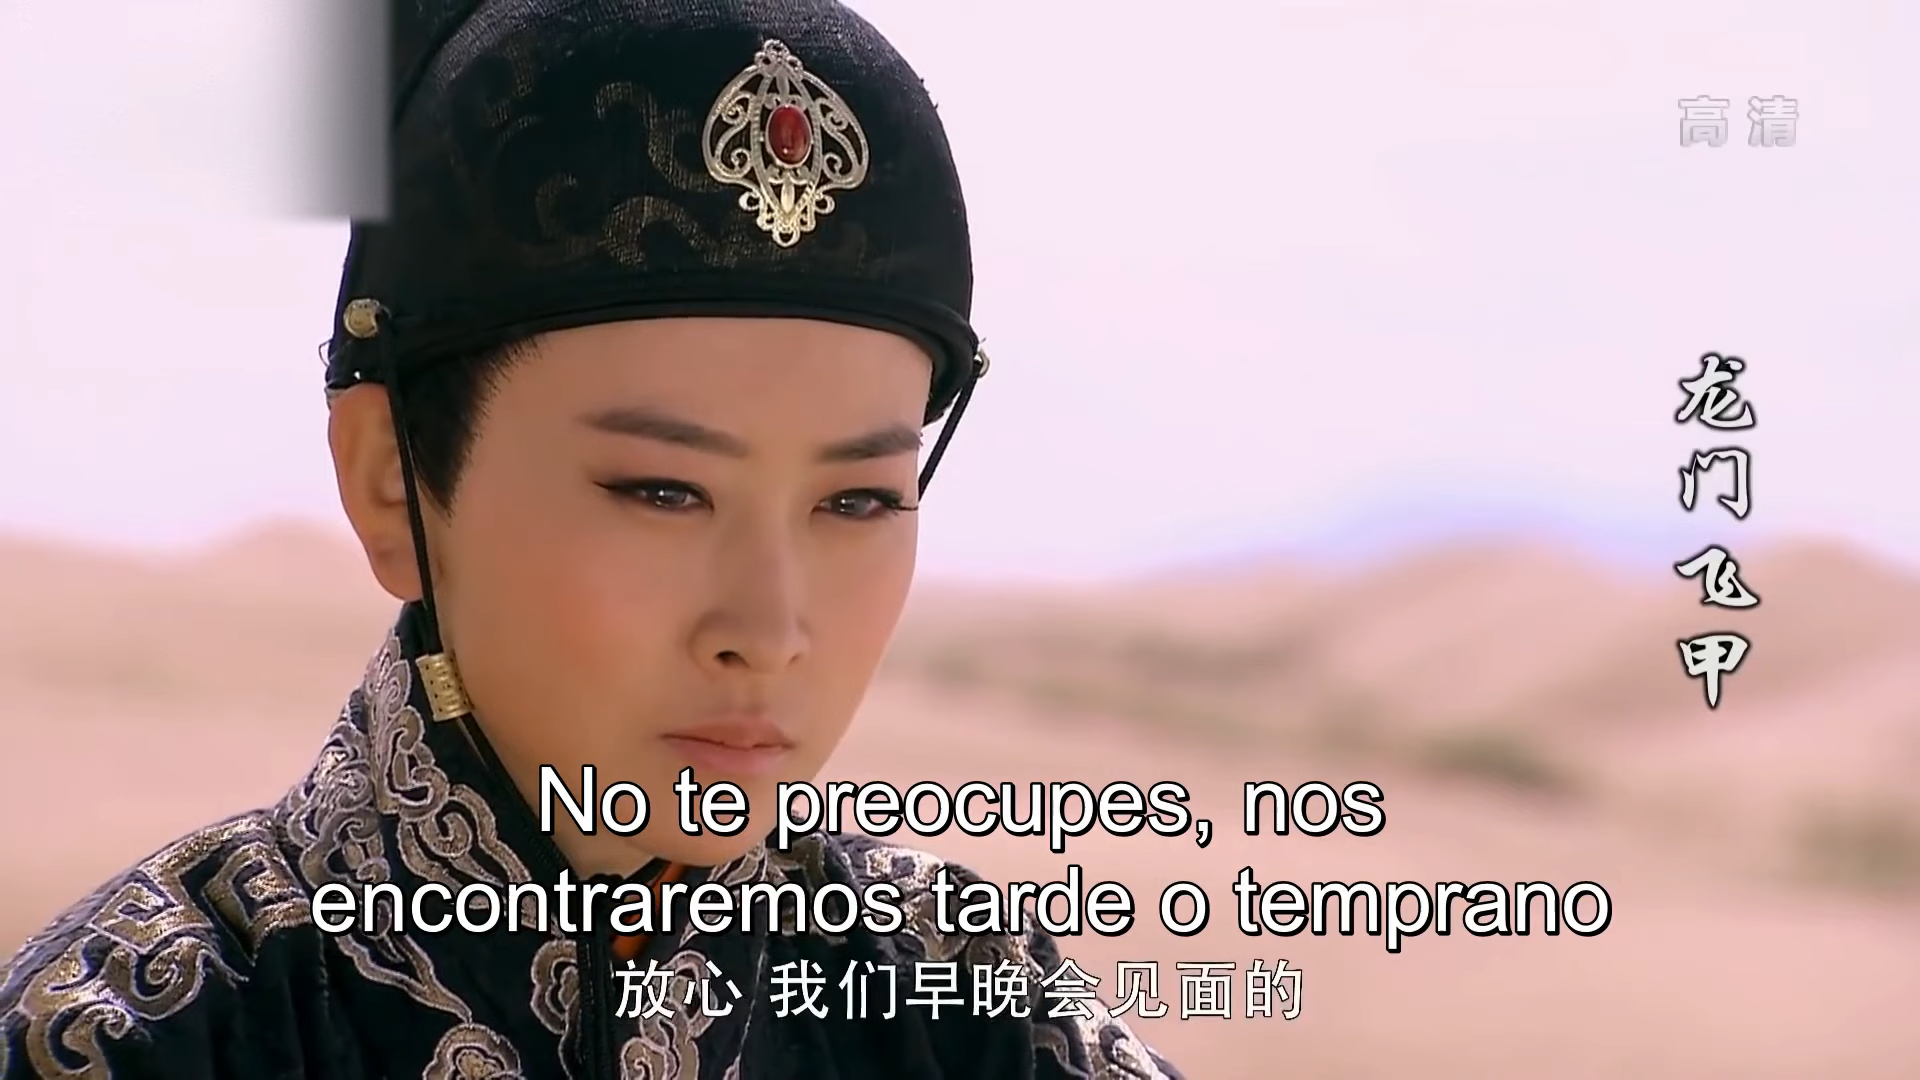 高清
龙门飞甲
No te preocupes, nos
encontraremos tarde o temprano
放心 我们早晚会见面的